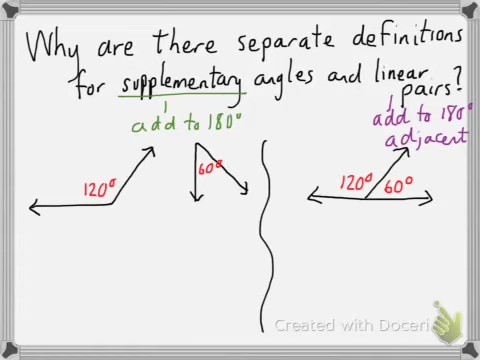 Why are there separate definitions
for supplementary angles and linear
pairs?
add to 180°
add to 180°
adjacent
120°
60°
120°
60°
Created with Doceri